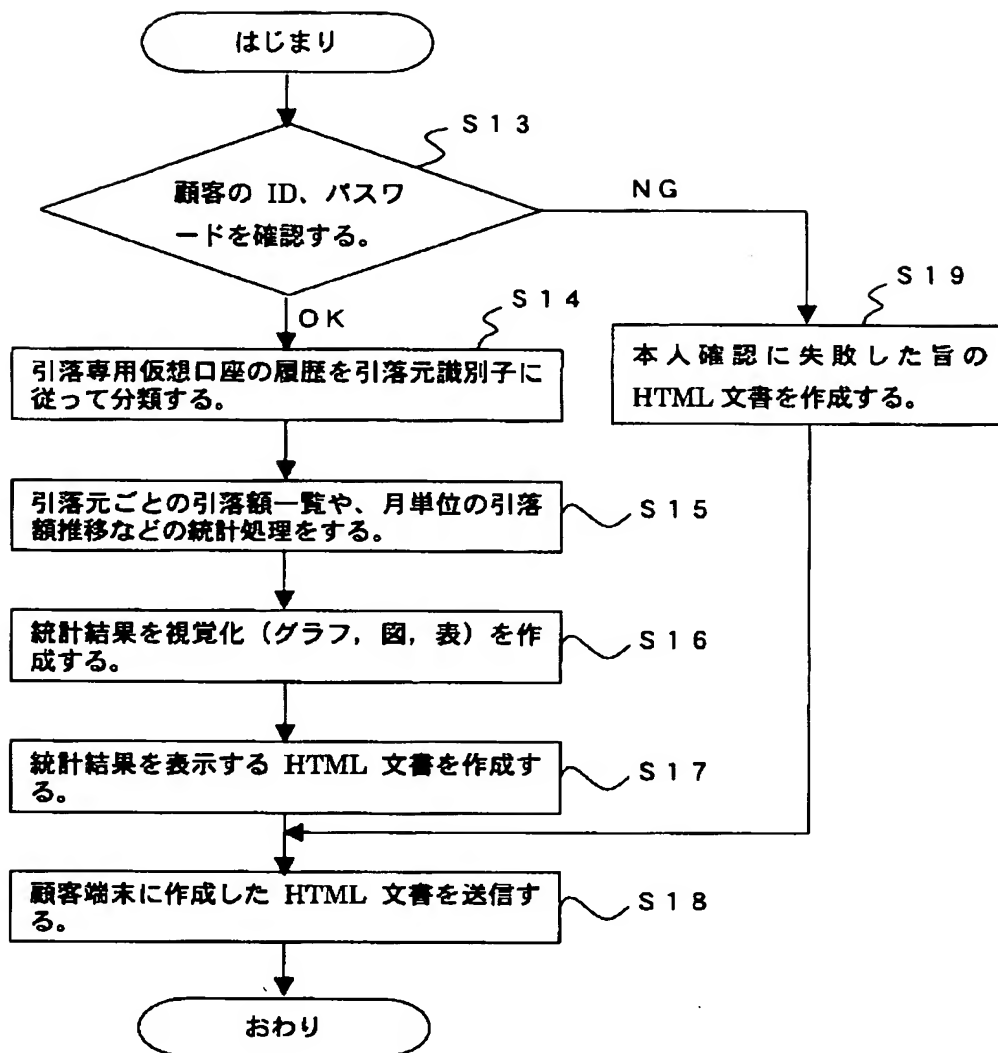 はじまり
S13
顧客の ID、パスワ
ードを確認する。
NG
OK
S14
引落専用仮想口座の履歴を引落元識別子に
従って分類する。
S19
本人確認に失敗した旨の
HTML 文書を作成する。
引落元ごとの引落額一覧や、月単位の引落
額推移などの統計処理をする。
S15
統計結果を視覚化（グラフ，図，表）を作
成する。
S16
統計結果を表示する HTML 文書を作成す
る。
S17
顧客端末に作成した HTML 文書を送信す
る。
S18
おわり